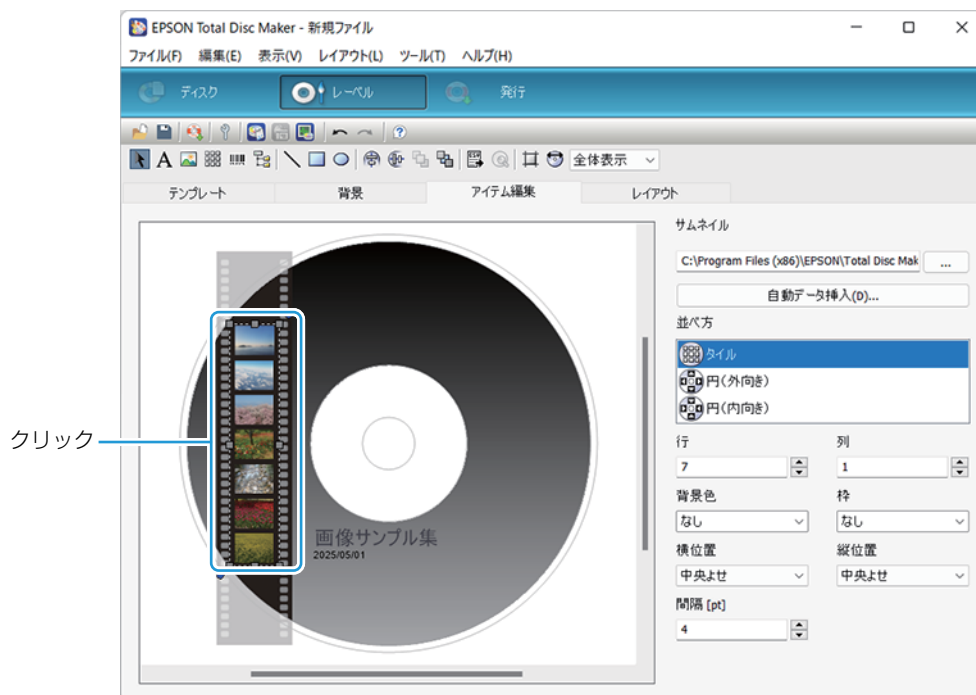 EPSON Total Disc Maker - 新規ファイル
ファイル(F) 編集(E) 表示(V) レイアウト(L) ツール(T) ヘルプ(H)
ディスク レーベル 発行
全体表示
テンプレート 背景 アイテム編集 レイアウト
サムネイル
C:\Program Files (x86)\EPSON\Total Disc Mak ...
自動データ挿入(D)...
並べ方
タイル
円(外向き)
円(内向き)
クリック
行 列
7 1
背景色 枠
なし なし
横位置 縦位置
中央よせ 中央よせ
間隔 [pt]
4
画像サンプル集
2025/05/01